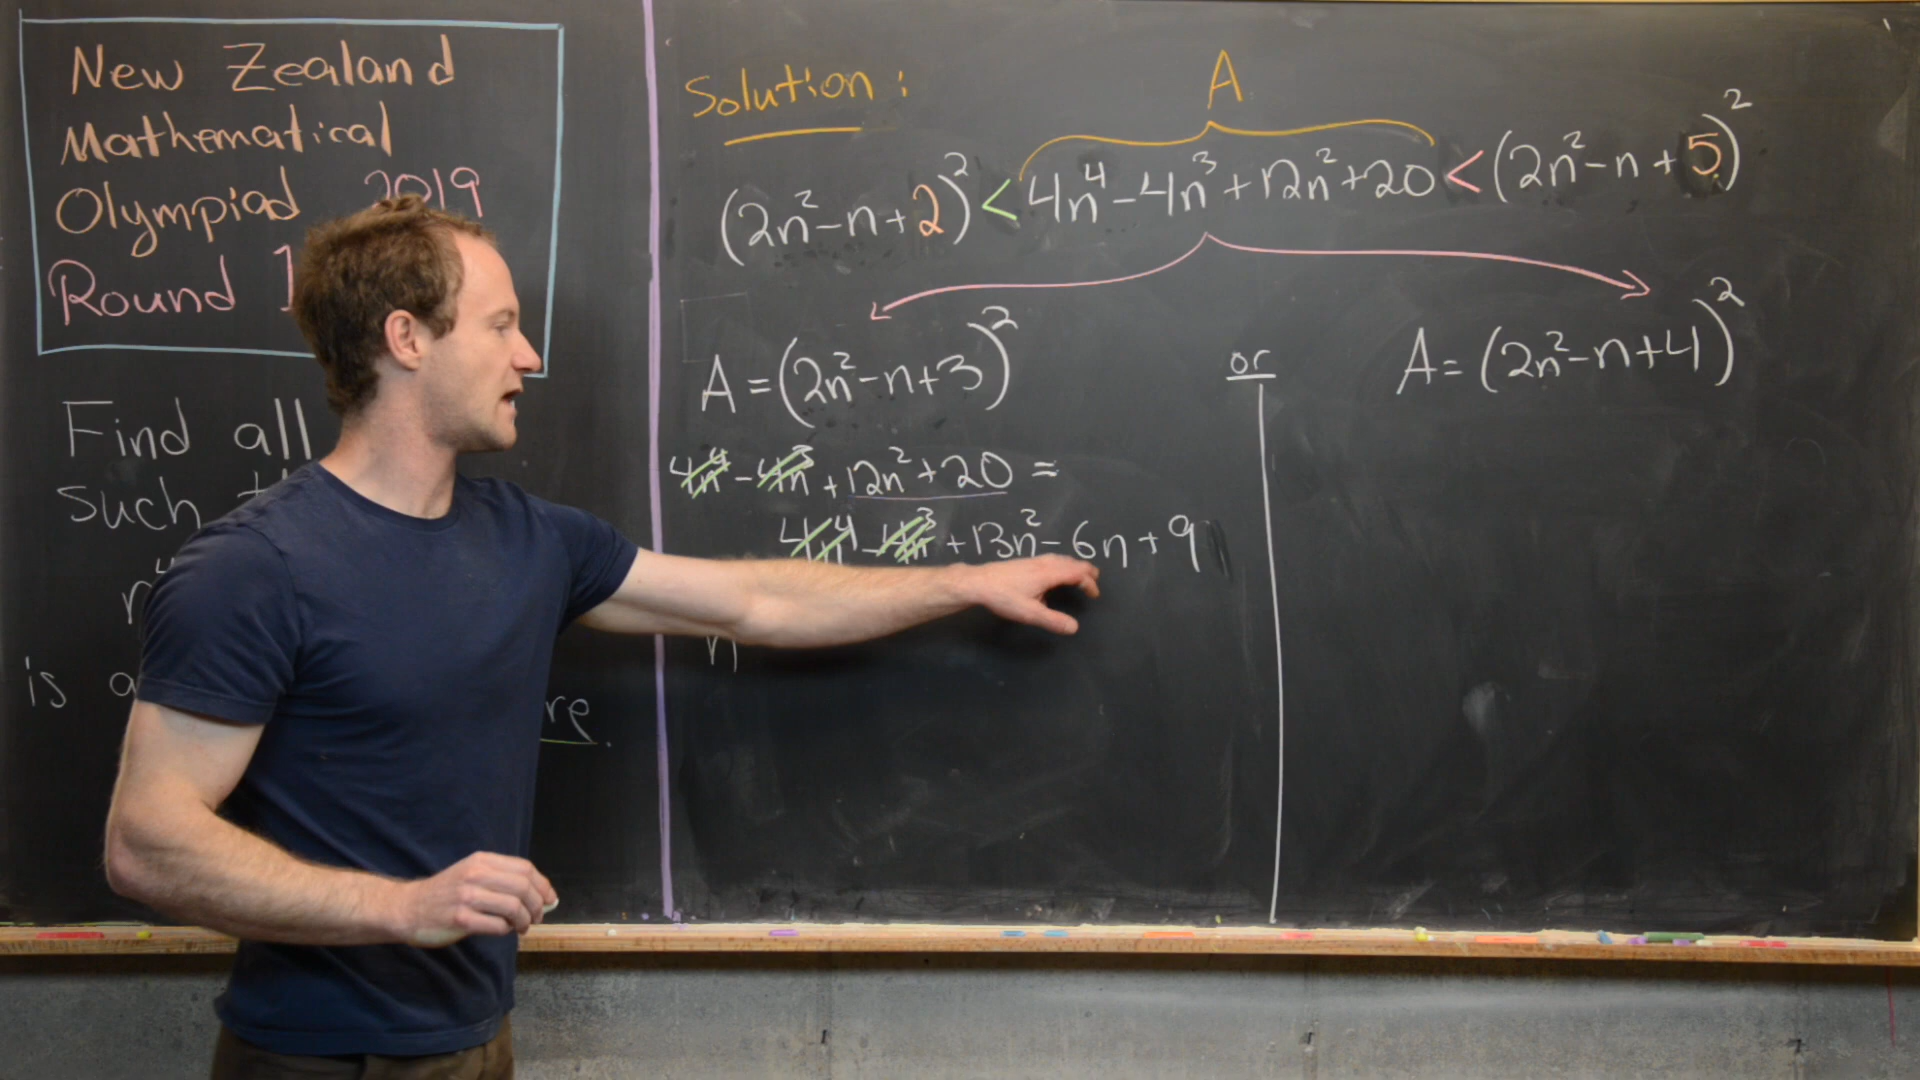 New Zealand
Mathematical
Olympiad 2019
Round 1
Find all
such
is a
re.
Solution:
A
(2n²-n+2)² < 4n⁴-4n³+12n²+20 < (2n²-n+5)²
A=(2n²-n+3)²
or
A=(2n²-n+4)²
4n⁴-4n³+12n²+20 =
4n⁴-4n³+13n²-6n+9
n